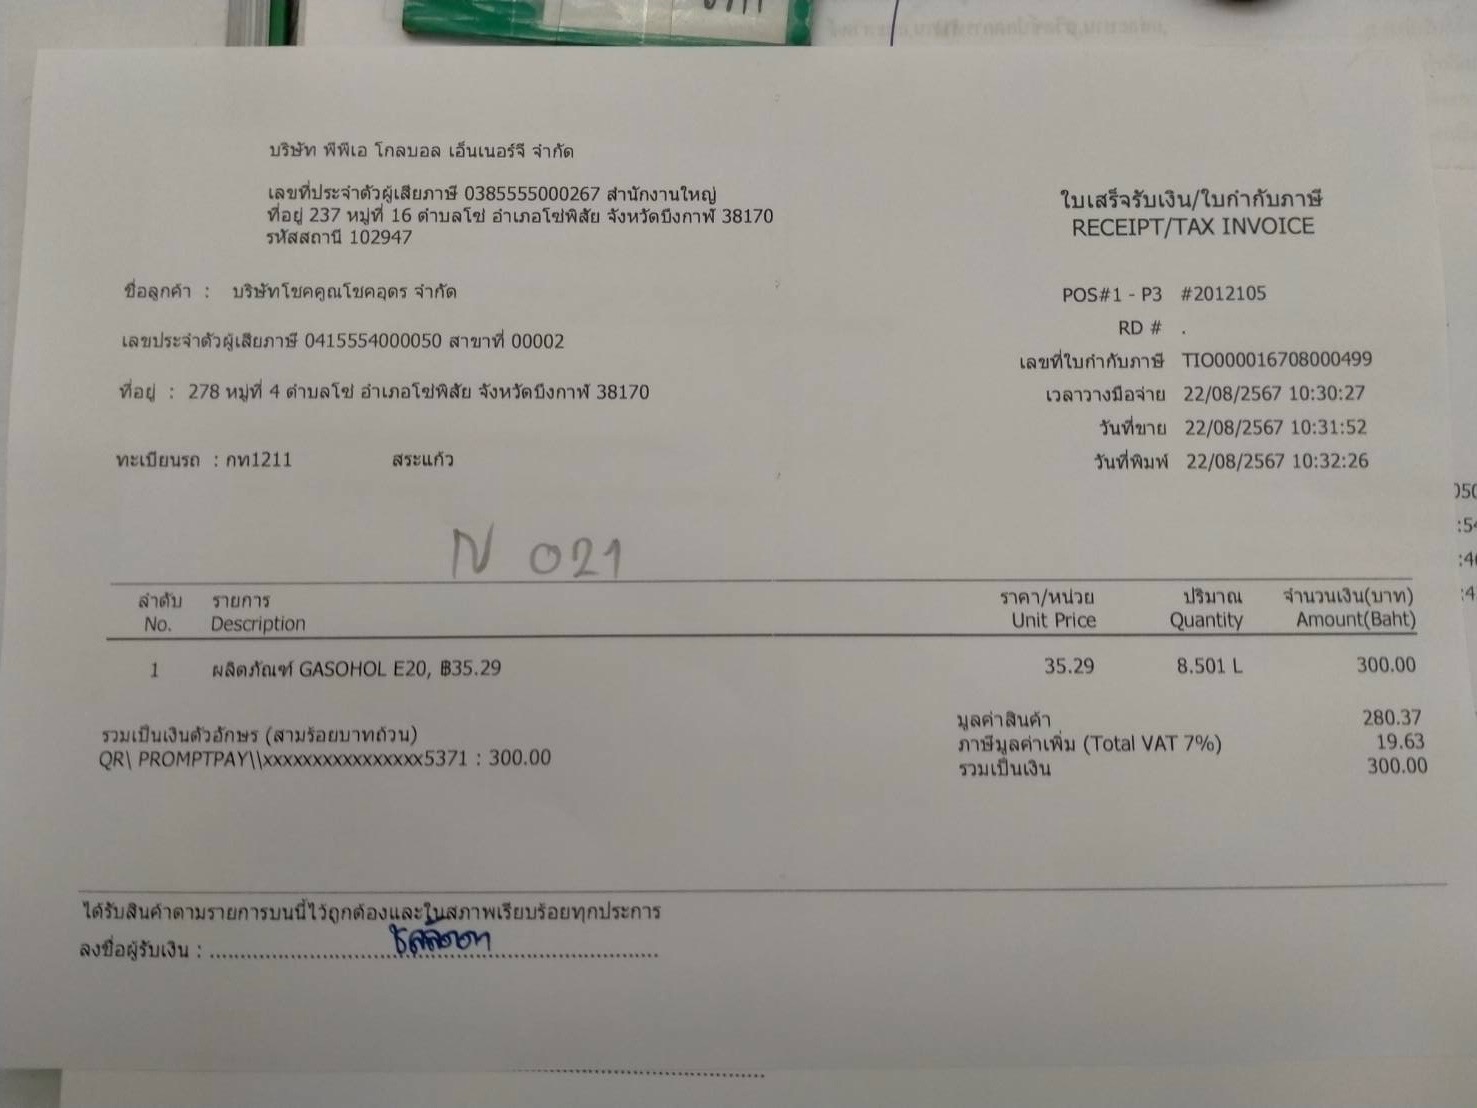 บริษัท พีพีเอ โกลบอล เอ็นเนอร์จี จำกัด
เลขที่ประจำตัวผู้เสียภาษี 0385555000267 สำนักงานใหญ่
ที่อยู่ 237 หมู่ที่ 16 ตำบลโซ่ อำเภอโซ่พิสัย จังหวัดบึงกาฬ 38170
รหัสสถานี 102947
ใบเสร็จรับเงิน/ใบกำกับภาษี
RECEIPT/TAX INVOICE
ชื่อลูกค้า : บริษัทโชคคูณโชคอุดร จำกัด
POS#1 - P3 #2012105
RD # .
เลขประจำตัวผู้เสียภาษี 0415554000050 สาขาที่ 00002
เลขที่ใบกำกับภาษี TIO000016708000499
ที่อยู่ : 278 หมู่ที่ 4 ตำบลโซ่ อำเภอโซ่พิสัย จังหวัดบึงกาฬ 38170
เวลาวางมือจ่าย 22/08/2567 10:30:27
วันที่ขาย 22/08/2567 10:31:52
ทะเบียนรถ : กท1211 สระแก้ว
วันที่พิมพ์ 22/08/2567 10:32:26
N 021
ลำดับ รายการ ราคา/หน่วย ปริมาณ จำนวนเงิน(บาท)
No. Description Unit Price Quantity Amount(Baht)
1 ผลิตภัณฑ์ GASOHOL E20, ฿35.29 35.29 8.501 L 300.00
มูลค่าสินค้า 280.37
รวมเป็นเงินตัวอักษร (สามร้อยบาทถ้วน)
ภาษีมูลค่าเพิ่ม (Total VAT 7%) 19.63
QR\ PROMPTPAY\\xxxxxxxxxxxxxxxx5371 : 300.00
รวมเป็นเงิน 300.00
ได้รับสินค้าตามรายการบนนี้ไว้ถูกต้องและในสภาพเรียบร้อยทุกประการ
ลงชื่อผู้รับเงิน :